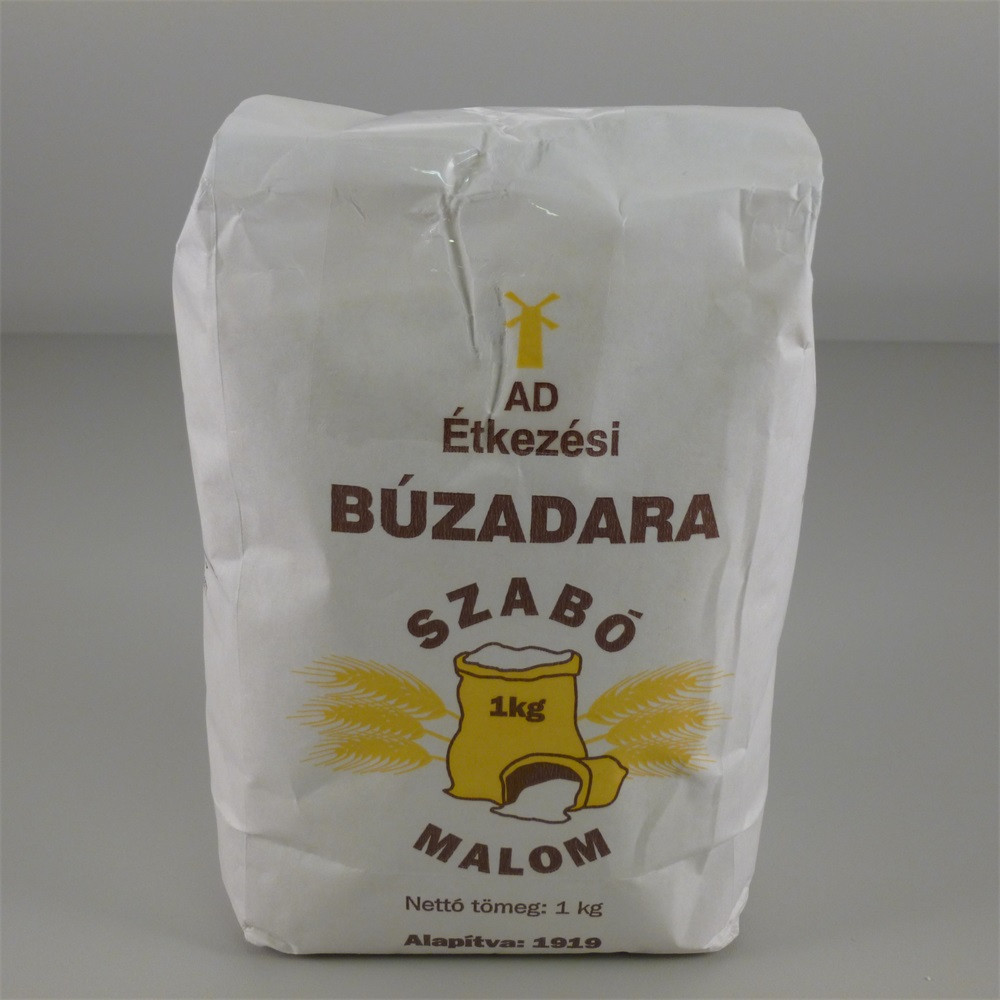 AD
Étkezési
BÚZADARA
SZABÓ
1kg
MALOM
Nettó tömeg: 1 kg
Alapítva: 1919